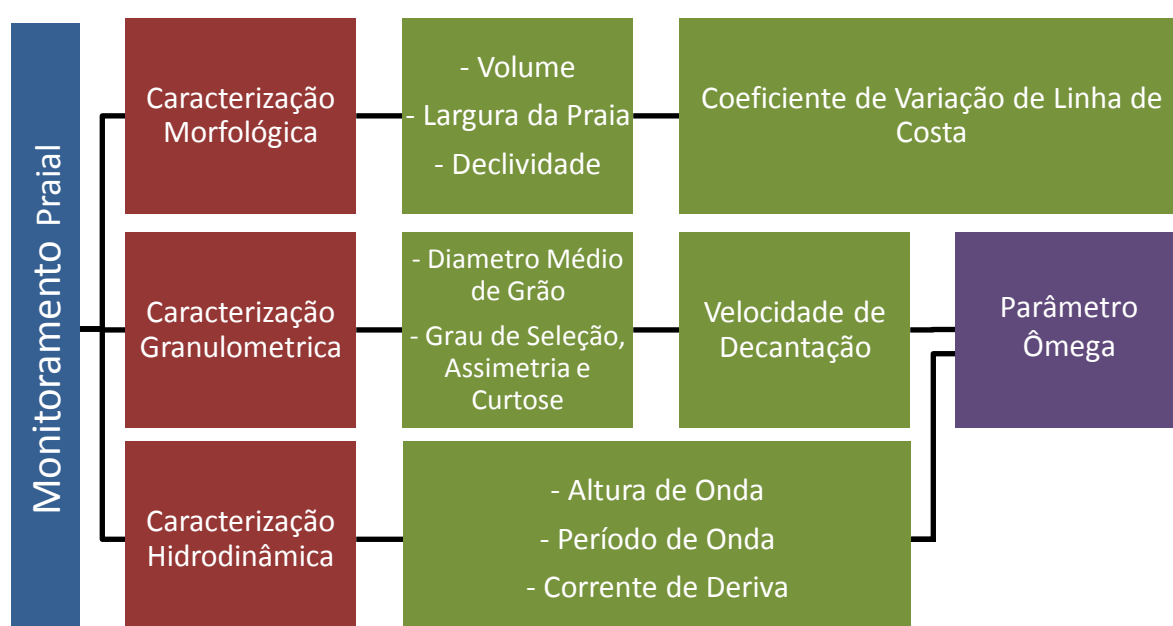 Monitoramento Praial
Caracterização
Morfológica
- Volume
- Largura da Praia
- Declividade
Coeficiente de Variação de Linha de
Costa
Caracterização
Granulometrica
- Diametro Médio
de Grão
- Grau de Seleção,
Assimetria e
Curtose
Velocidade de
Decantação
Parâmetro
Ômega
Caracterização
Hidrodinâmica
- Altura de Onda
- Período de Onda
- Corrente de Deriva